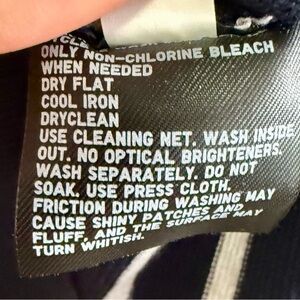 ONLY NON-CHLORINE BLEACH
WHEN NEEDED
DRY FLAT
COOL IRON
DRYCLEAN
USE CLEANING NET. WASH INSIDE
OUT. NO OPTICAL BRIGHTENERS.
WASH SEPARATELY. DO NOT
SOAK. USE PRESS CLOTH.
FRICTION DURING WASHING MAY
CAUSE SHINY PATCHES AND
FLUFF, AND THE SURFACE MAY
TURN WHITISH.